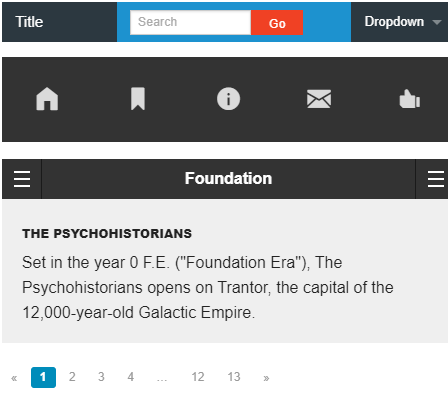 Title Search Go Dropdown
Foundation
THE PSYCHOHISTORIANS
Set in the year 0 F.E. ("Foundation Era"), The
Psychohistorians opens on Trantor, the capital of the
12,000-year-old Galactic Empire.
« 1 2 3 4 ... 12 13 »